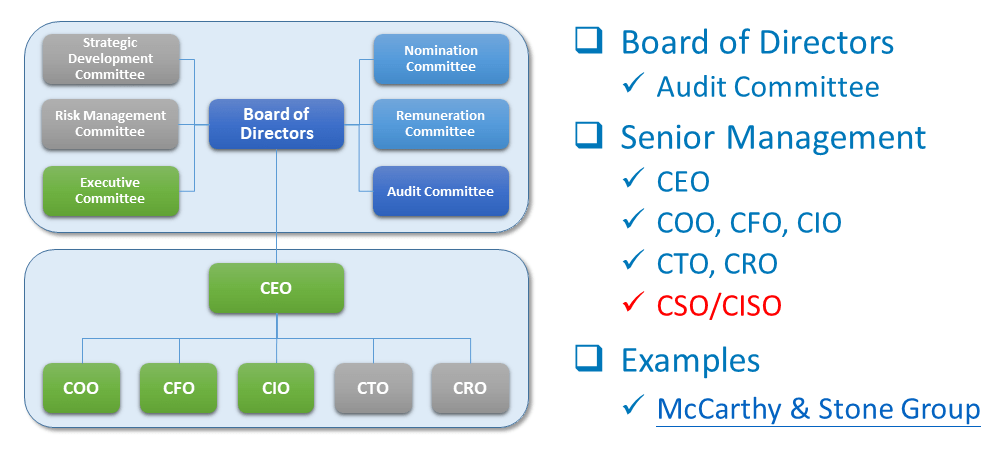 Strategic
Development
Committee
Risk Management
Committee
Executive
Committee
Board of
Directors
Nomination
Committee
Remuneration
Committee
Audit Committee
CEO
COO
CFO
CIO
CTO
CRO
Board of Directors
Audit Committee
Senior Management
CEO
COO, CFO, CIO
CTO, CRO
CSO/CISO
Examples
McCarthy & Stone Group